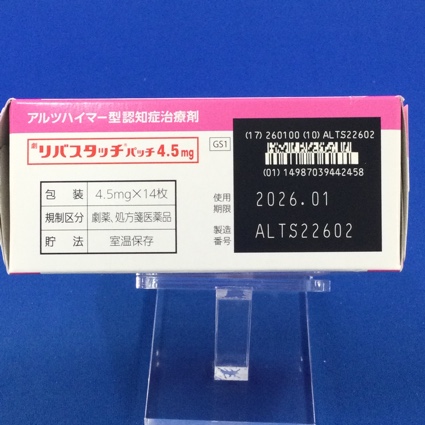 アルツハイマー型認知症治療剤
劇 リバスタッチ®パッチ4.5mg
GS1
(17) 260100 (10) ALTS22602
(01) 14987039442458
包 装 4.5mg×14枚
規制区分 劇薬、処方箋医薬品
貯 法 室温保存
使用期限 2026.01
製造番号 ALTS22602